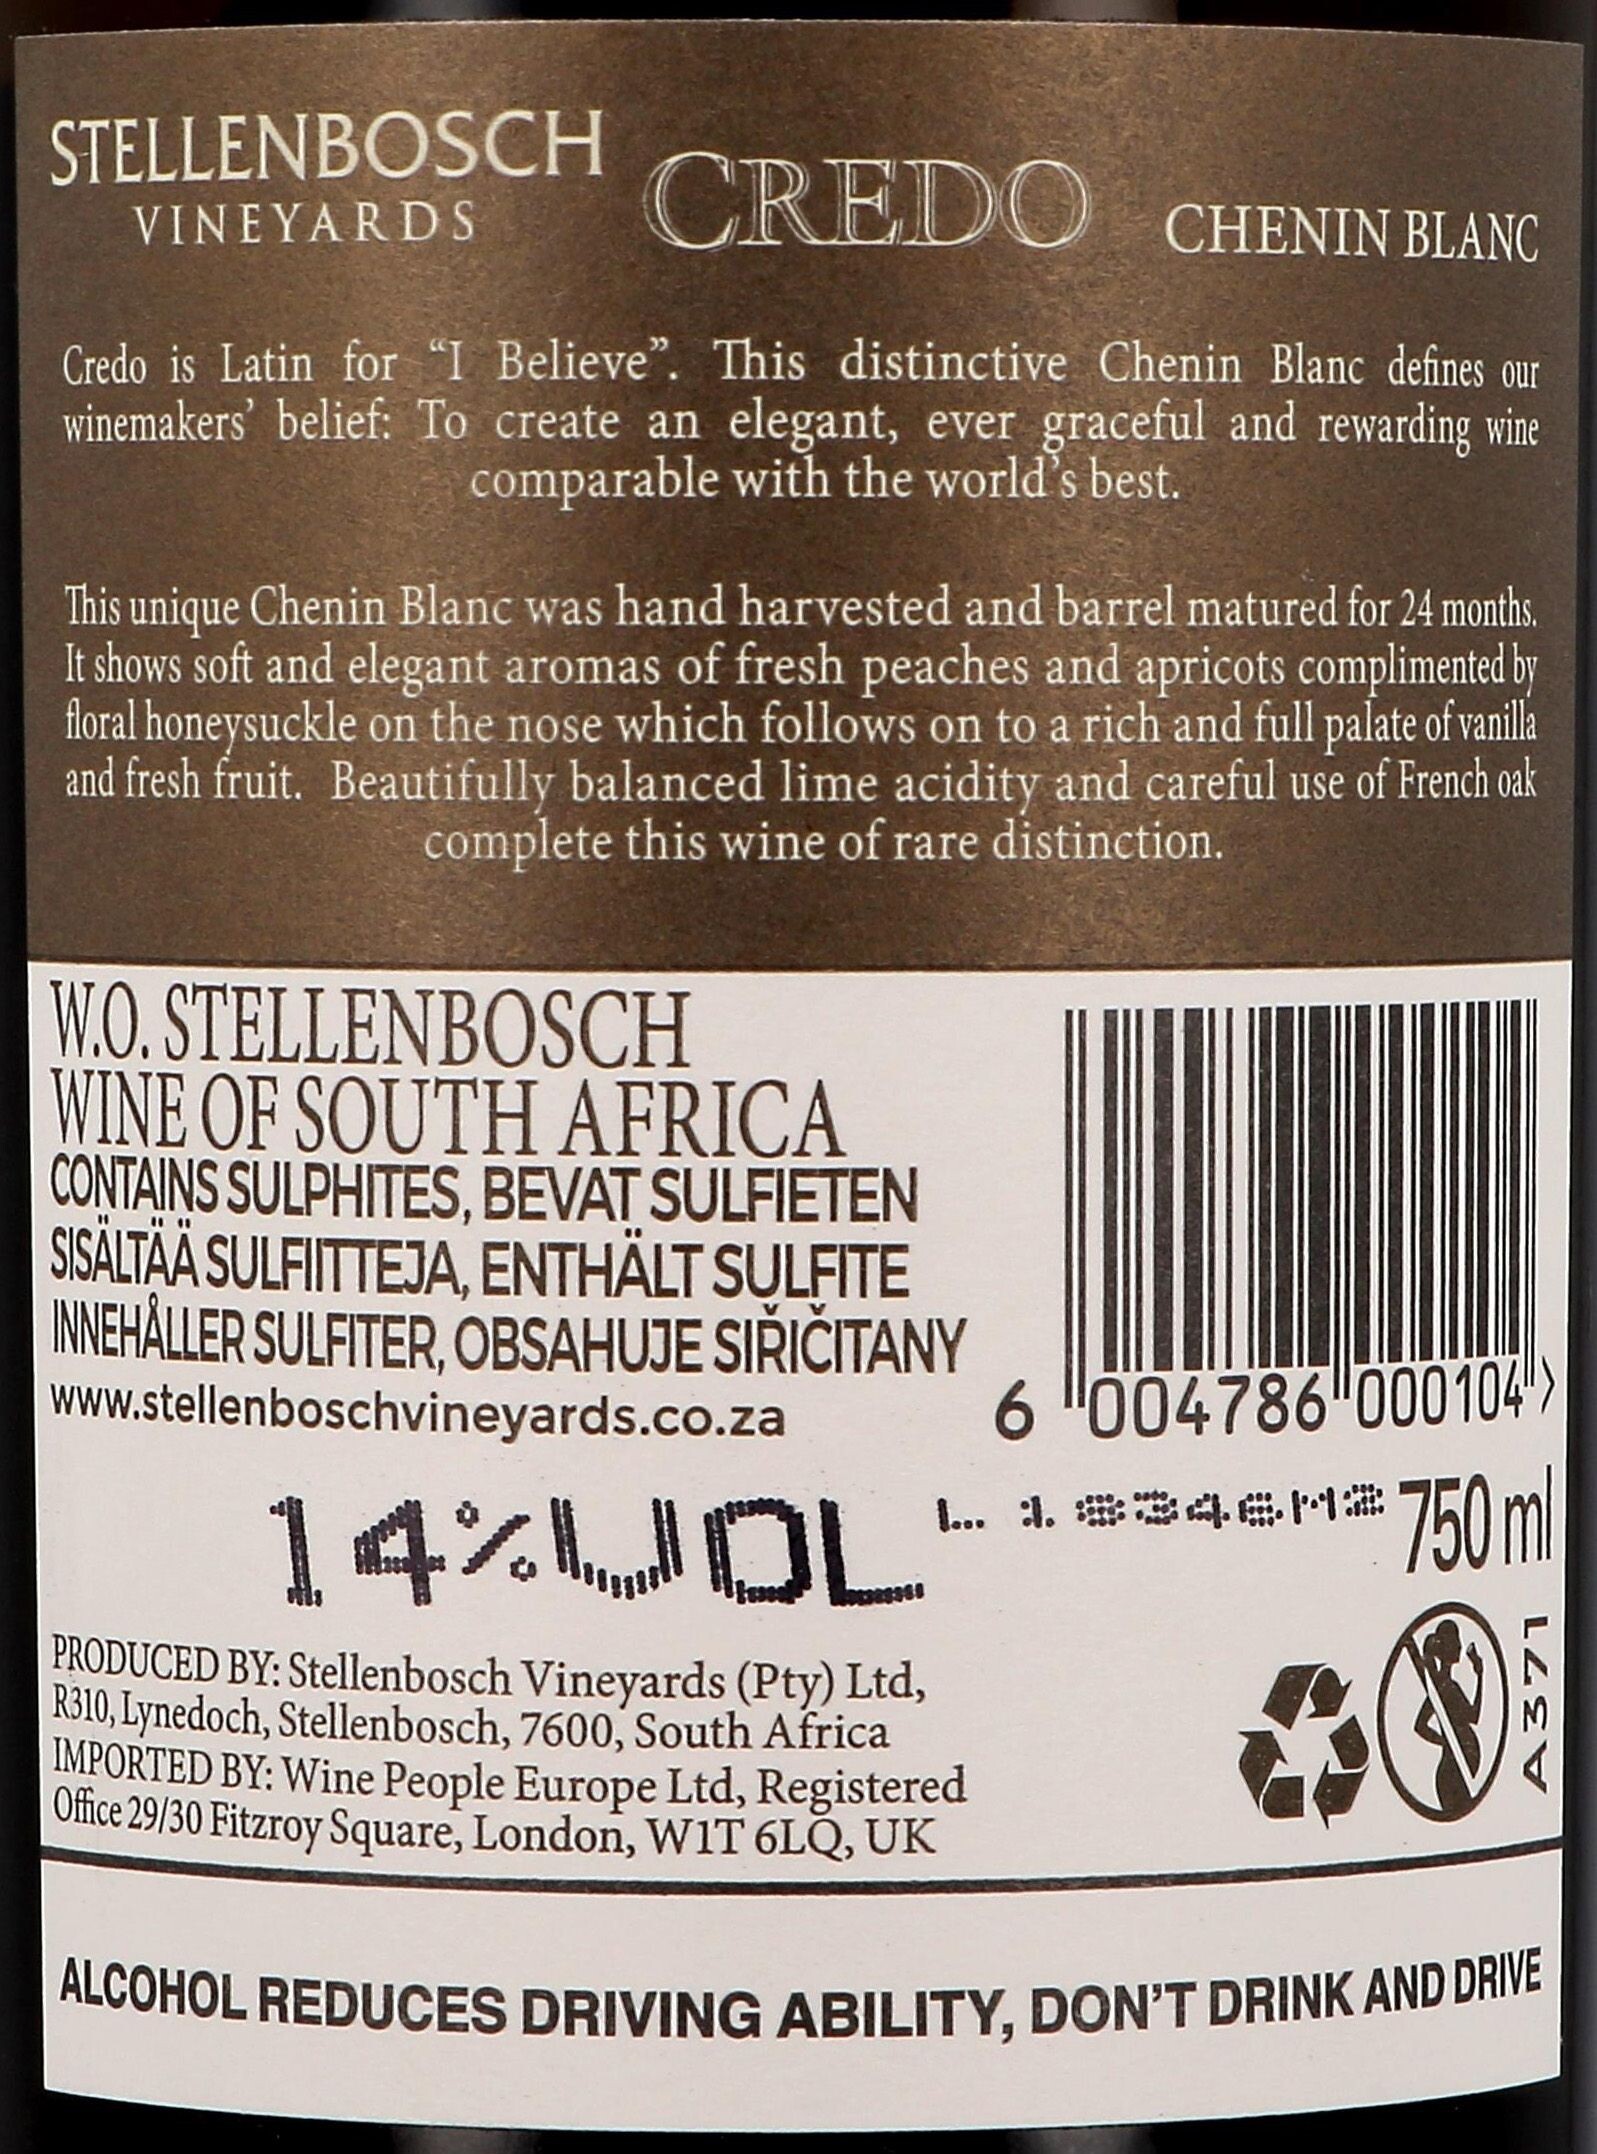 STELLENBOSCH
VINEYARDS
CREDO
CHENIN BLANC
Credo is Latin for “I Believe”. This distinctive Chenin Blanc defines our
winemakers’ belief: To create an elegant, ever graceful and rewarding wine
comparable with the world’s best.
This unique Chenin Blanc was hand harvested and barrel matured for 24 months.
It shows soft and elegant aromas of fresh peaches and apricots complimented by
floral honeysuckle on the nose which follows on to a rich and full palate of vanilla
and fresh fruit. Beautifully balanced lime acidity and careful use of French oak
complete this wine of rare distinction.
W.O. STELLENBOSCH
WINE OF SOUTH AFRICA
CONTAINS SULPHITES, BEVAT SULFIETEN
SISÄLTÄÄ SULFIITTEJA, ENTHÄLT SULFITE
INNEHÅLLER SULFITER, OBSAHUJE SIŘIČITANY
www.stellenboschvineyards.co.za
6 004786 000104 >
14%VOL
750 ml
PRODUCED BY: Stellenbosch Vineyards (Pty) Ltd,
R310, Lynedoch, Stellenbosch, 7600, South Africa
IMPORTED BY: Wine People Europe Ltd, Registered
Office 29/30 Fitzroy Square, London, W1T 6LQ, UK
A371
ALCOHOL REDUCES DRIVING ABILITY, DON’T DRINK AND DRIVE